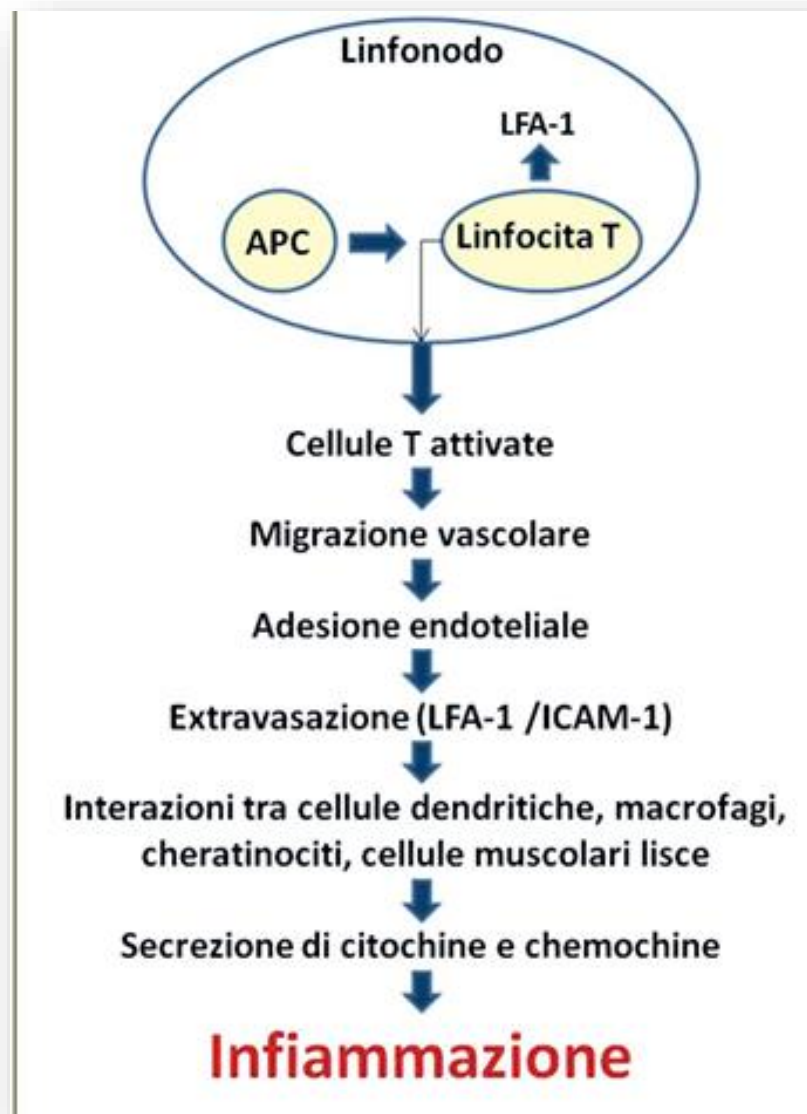 Linfonodo
LFA-1
APC
Linfocita T
Cellule T attivate
Migrazione vascolare
Adesione endoteliale
Extravasazione (LFA-1 /ICAM-1)
Interazioni tra cellule dendritiche, macrofagi,
cheratinociti, cellule muscolari lisce
Secrezione di citochine e chemochine
Infiammazione